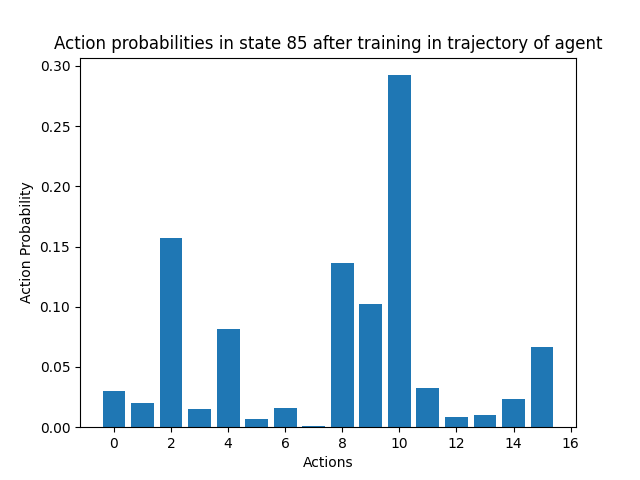 Action probabilities in state 85 after training in trajectory of agent
0.30
0.25
0.20
0.15
0.10
0.05
0.00
Action Probability
0 2 4 6 8 10 12 14 16
Actions